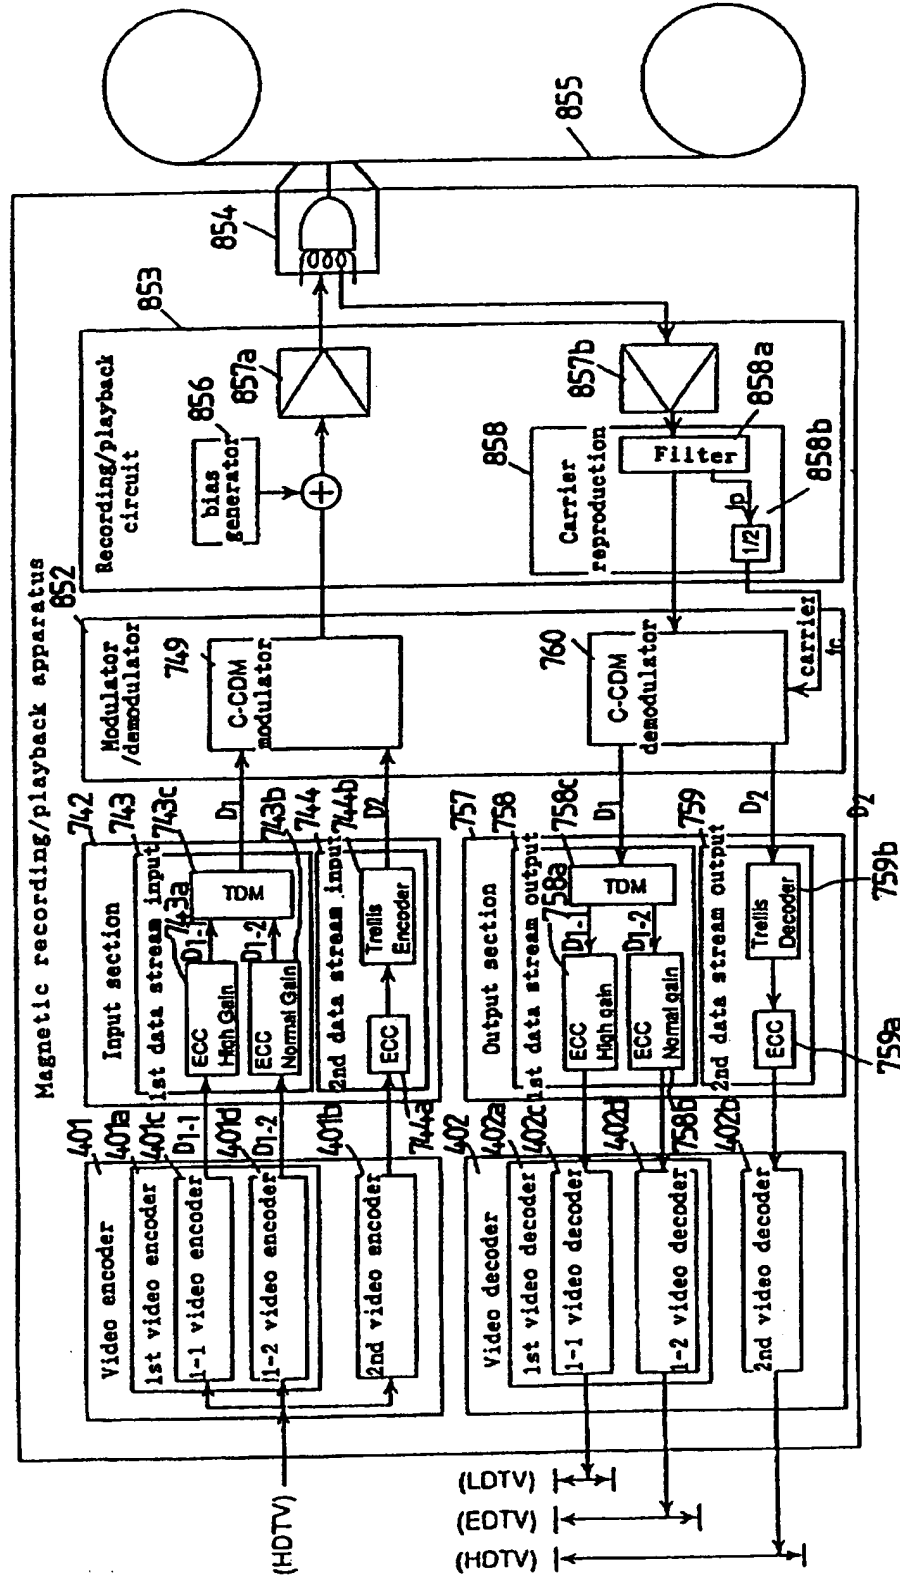 Magnetic recording/playback apparatus
(HDTV)
401
Video encoder
401a
1st video encoder
401c
1-1 video encoder
401d
1-2 video encoder
401b
2nd video encoder
D1-1
D1-2
742
Input section
743
1st data stream input
743a
ECC
High Gain
ECC
Normal Gain
D1-1
D1-2
743c
TDM
743b
744
2nd data stream input
744a
ECC
744b
Trellis
Encoder
D1
D2
852
Modulator
/demodulator
749
C-CDM
modulator
853
Recording/playback
circuit
bias
generator
856
857a
854
855
402
Video decoder
402a
1st video decoder
402c
1-1 video decoder
402d
1-2 video decoder
402b
2nd video decoder
(LDTV)
(EDTV)
(HDTV)
757
Output section
758
1st data stream output
758a
ECC
High gain
ECC
Normal gain
758b
D1-1
D1-2
758c
TDM
759
2nd data stream output
ECC
759a
Trellis
Decoder
759b
D1
D2
D2
760
C-CDM
demodulator
carrier
fc
858
Carrier
reproduction
Filter
858a
fp
1/2
858b
857b